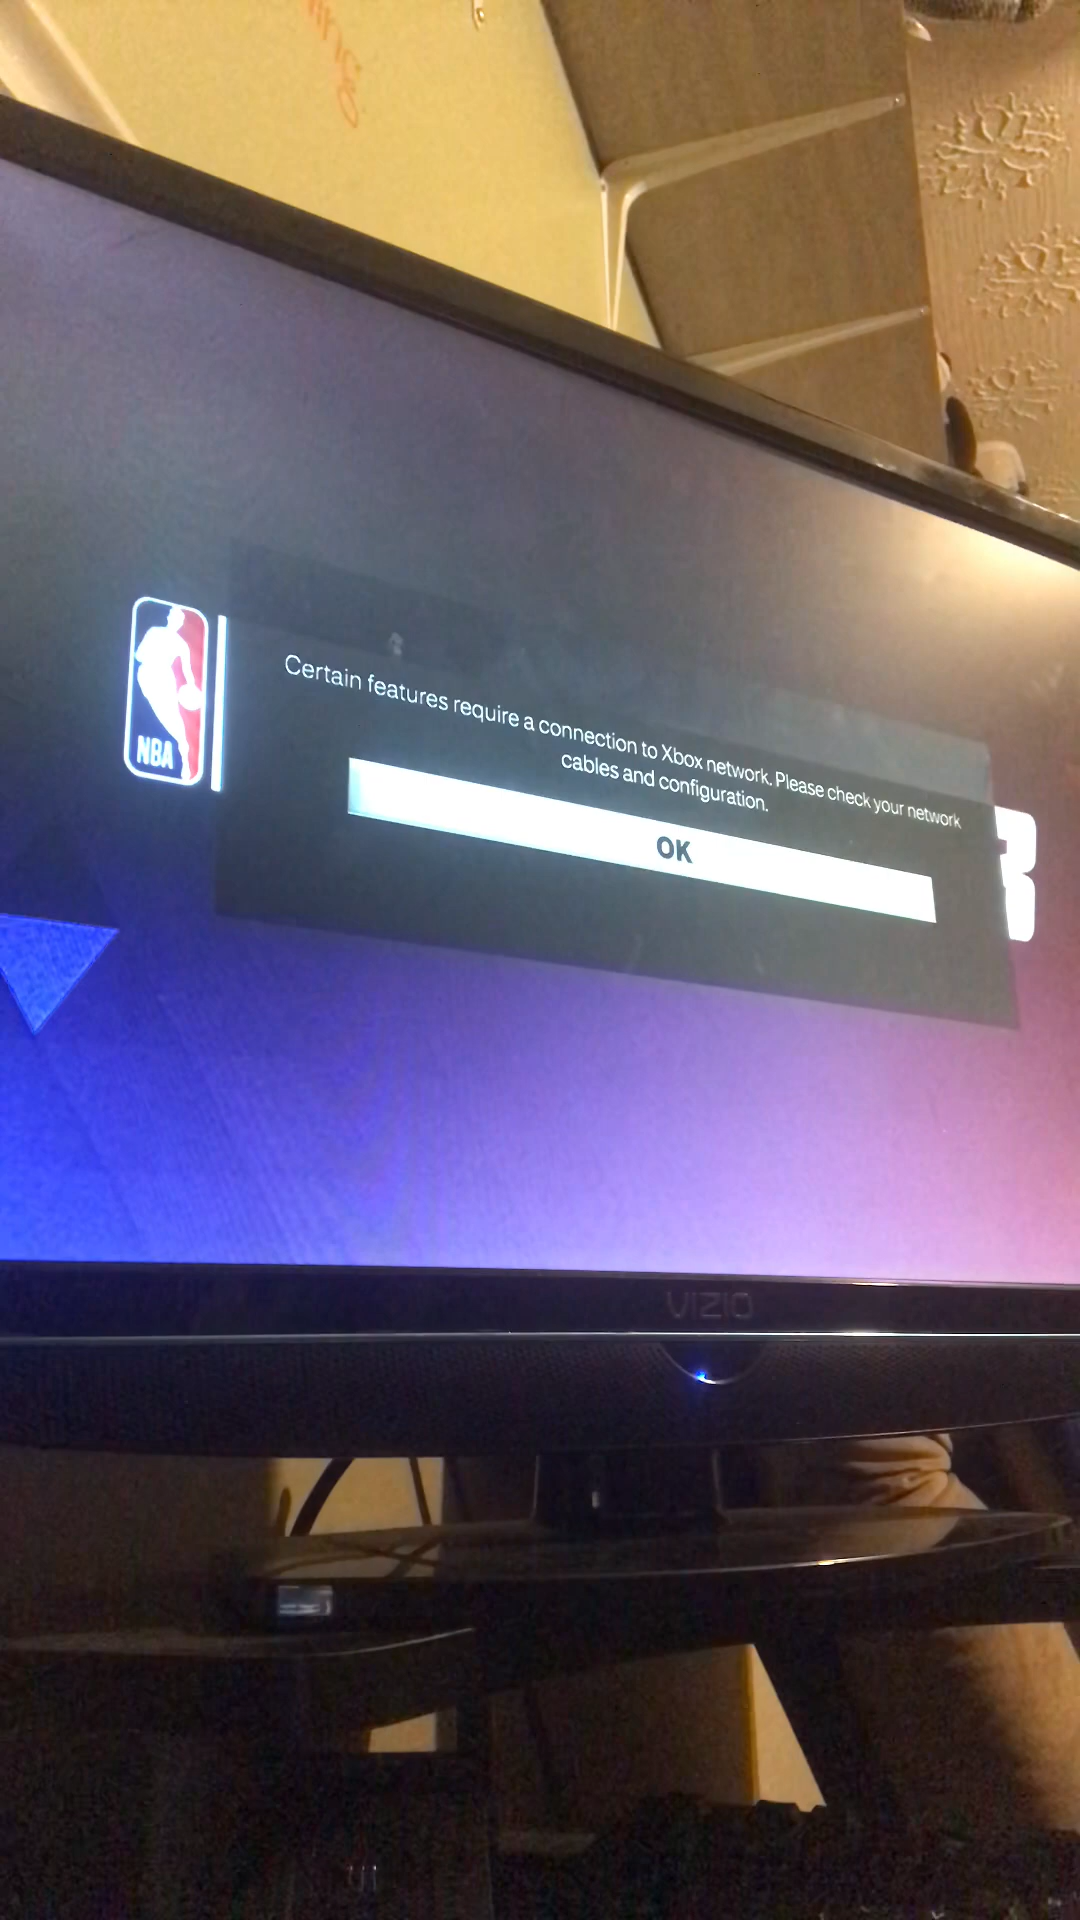 Certain features require a connection to Xbox network. Please check your network
cables and configuration.
OK
NBA
VIZIO